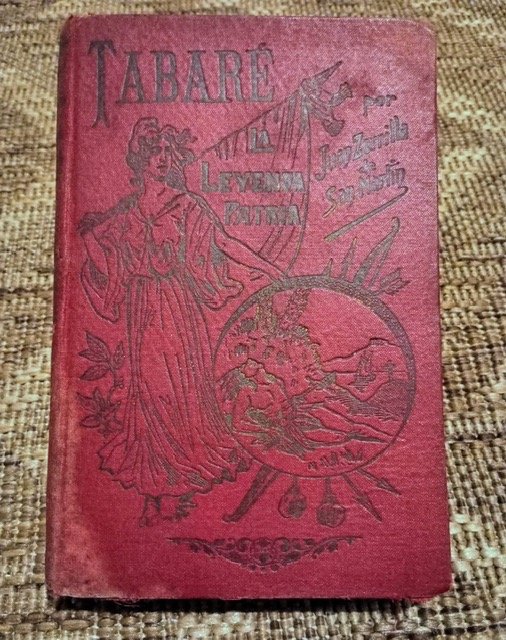 TABARÉ
LA
LEYENDA
PATRIA
por
Juan Zorrilla
de
San Martín